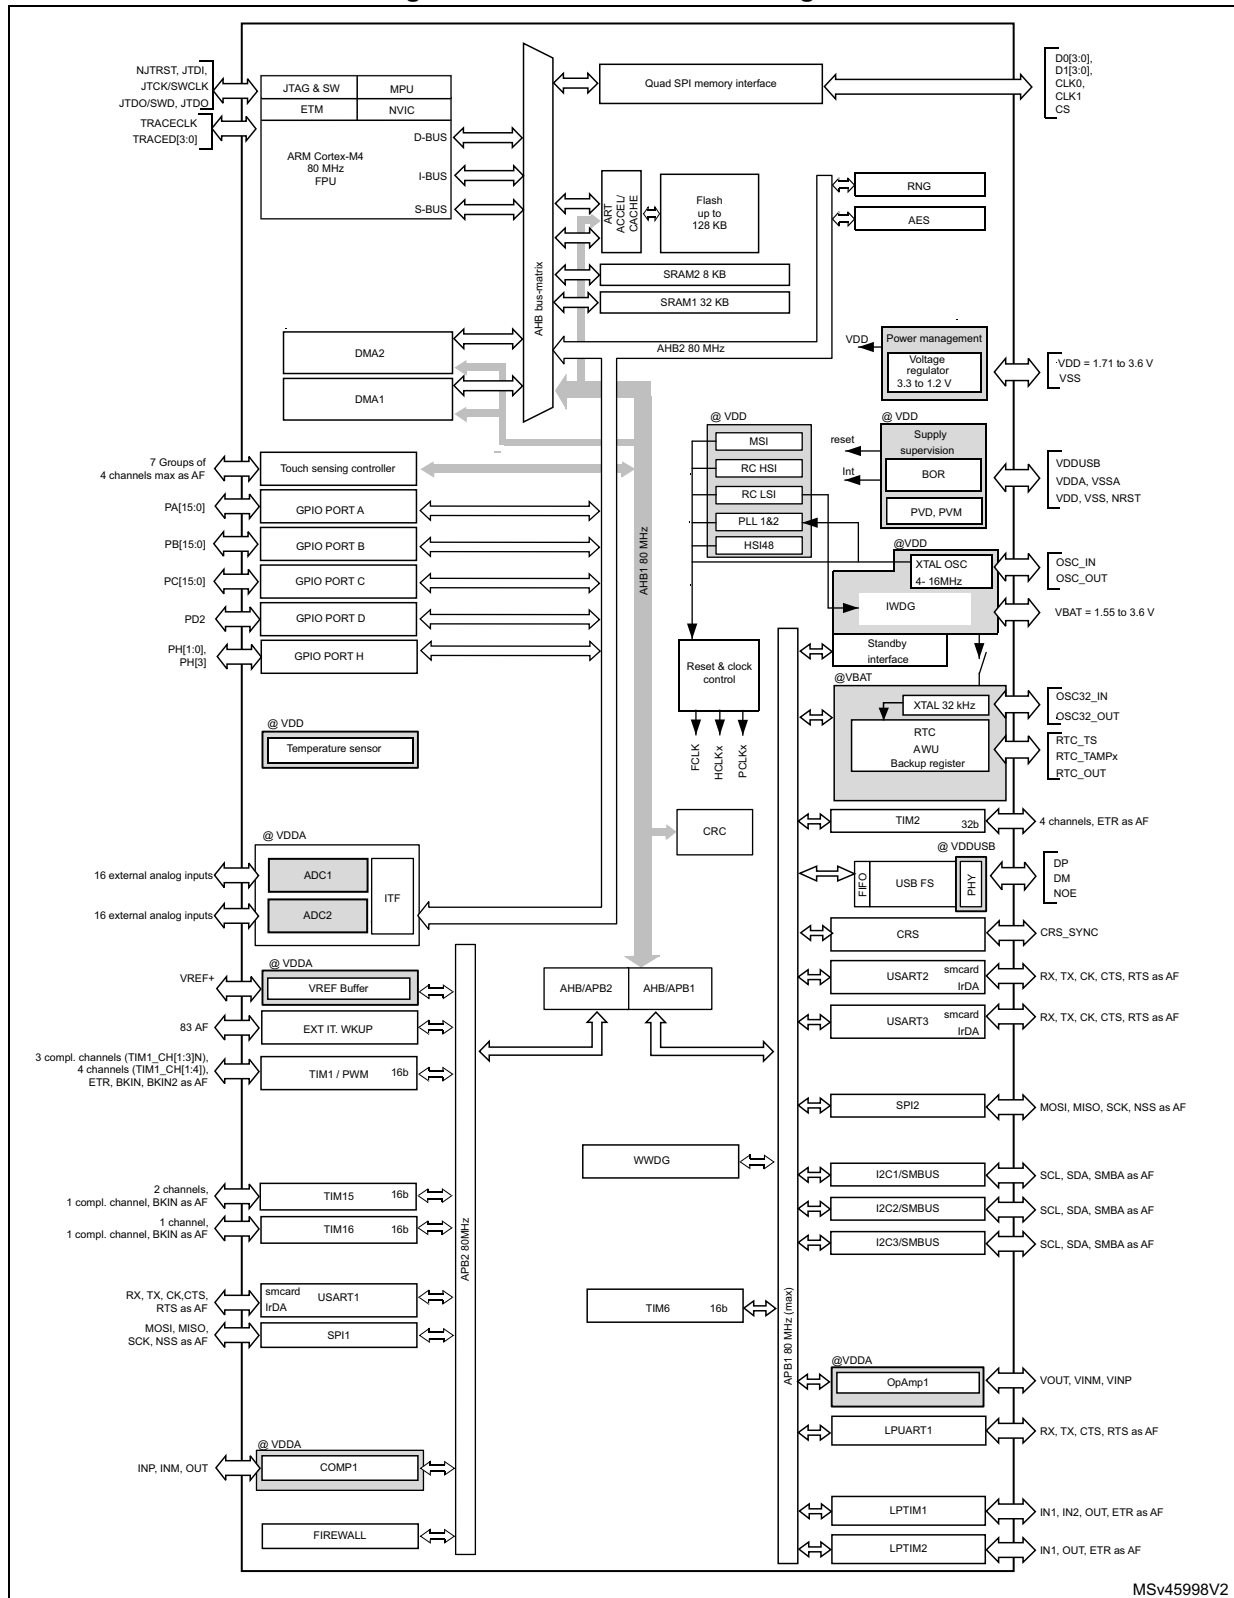 NJTRST, JTDI,
JTCK/SWCLK
JTDO/SWD, JTDO
TRACECLK
TRACED[3:0]
JTAG & SW
MPU
ETM
NVIC
ARM Cortex-M4
80 MHz
FPU
D-BUS
I-BUS
S-BUS
AHB bus-matrix
Quad SPI memory interface
D0[3:0],
D1[3:0],
CLK0,
CLK1
CS
ART
ACCEL/
CACHE
Flash
up to
128 KB
SRAM2 8 KB
SRAM1 32 KB
RNG
AES
AHB2 80 MHz
DMA2
DMA1
VDD
Power management
Voltage
regulator
3.3 to 1.2 V
VDD = 1.71 to 3.6 V
VSS
@ VDD
MSI
RC HSI
RC LSI
PLL 1&2
HSI48
@ VDD
reset
Int
Supply
supervision
BOR
PVD, PVM
VDDUSB
VDDA, VSSA
VDD, VSS, NRST
7 Groups of
4 channels max as AF
Touch sensing controller
PA[15:0]
GPIO PORT A
PB[15:0]
GPIO PORT B
PC[15:0]
GPIO PORT C
PD2
GPIO PORT D
PH[1:0],
PH[3]
GPIO PORT H
AHB1 80 MHz
@VDD
XTAL OSC
4- 16MHz
IWDG
OSC_IN
OSC_OUT
VBAT = 1.55 to 3.6 V
Standby
interface
Reset & clock
control
FCLK
HCLKx
PCLKx
@VBAT
XTAL 32 kHz
RTC
AWU
Backup register
OSC32_IN
OSC32_OUT
RTC_TS
RTC_TAMPx
RTC_OUT
@ VDD
Temperature sensor
CRC
TIM2
32b
4 channels, ETR as AF
@ VDDUSB
FIFO
USB FS
PHY
DP
DM
NOE
@ VDDA
16 external analog inputs
ADC1
ITF
16 external analog inputs
ADC2
CRS
CRS_SYNC
@ VDDA
VREF+
VREF Buffer
AHB/APB2
AHB/APB1
USART2
smcard
IrDA
RX, TX, CK, CTS, RTS as AF
83 AF
EXT IT. WKUP
USART3
smcard
IrDA
RX, TX, CK, CTS, RTS as AF
3 compl. channels (TIM1_CH[1:3]N),
4 channels (TIM1_CH[1:4]),
ETR, BKIN, BKIN2 as AF
TIM1 / PWM
16b
SPI2
MOSI, MISO, SCK, NSS as AF
WWDG
I2C1/SMBUS
SCL, SDA, SMBA as AF
2 channels,
1 compl. channel, BKIN as AF
TIM15
16b
I2C2/SMBUS
SCL, SDA, SMBA as AF
1 channel,
1 compl. channel, BKIN as AF
TIM16
16b
I2C3/SMBUS
SCL, SDA, SMBA as AF
APB2 80MHz
APB1 80 MHz (max)
RX, TX, CK,CTS,
RTS as AF
smcard
IrDA
USART1
TIM6
16b
MOSI, MISO,
SCK, NSS as AF
SPI1
@VDDA
OpAmp1
VOUT, VINM, VINP
LPUART1
RX, TX, CTS, RTS as AF
@ VDDA
INP, INM, OUT
COMP1
LPTIM1
IN1, IN2, OUT, ETR as AF
FIREWALL
LPTIM2
IN1, OUT, ETR as AF
MSv45998V2